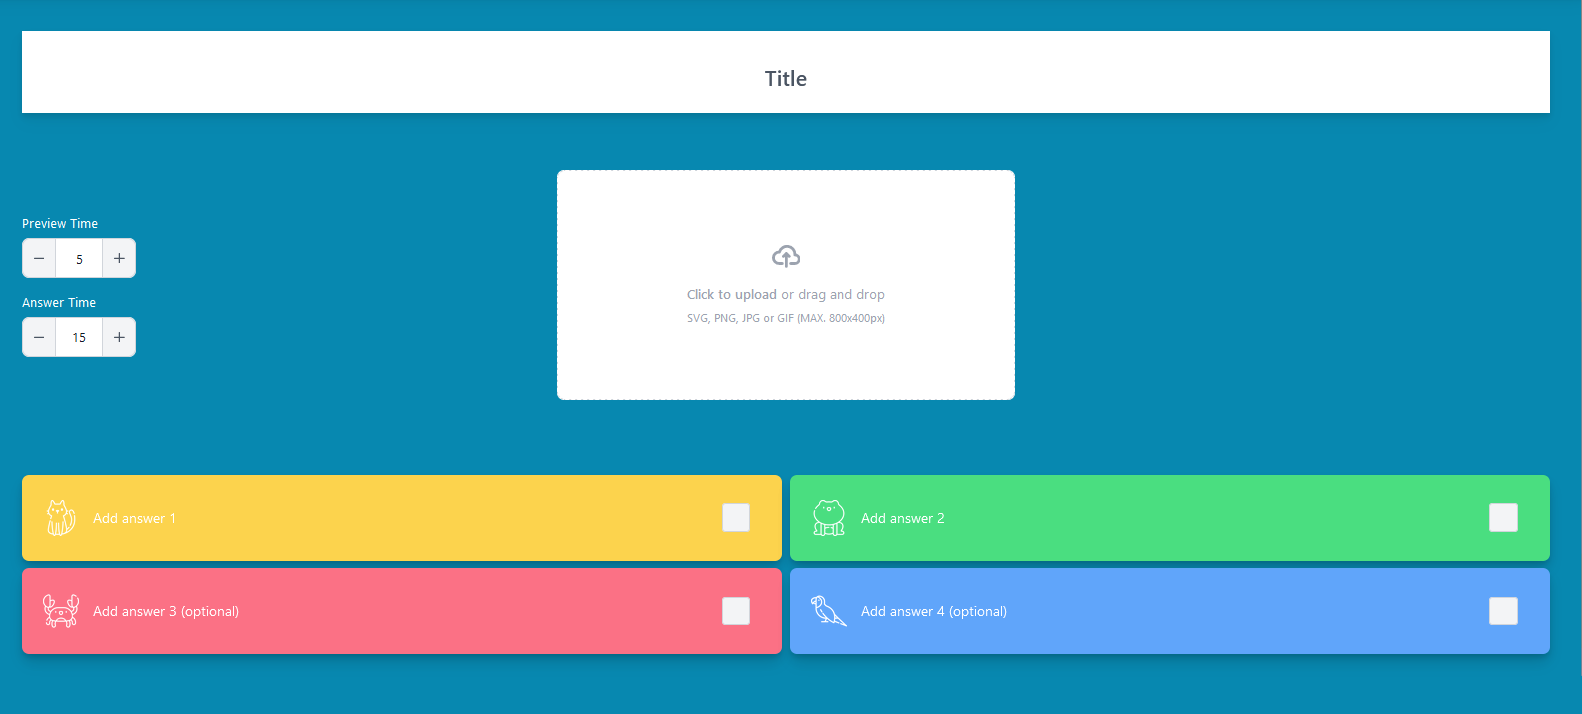 Title
Preview Time
− 5 +
Answer Time
− 15 +
Click to upload or drag and drop
SVG, PNG, JPG or GIF (MAX. 800x400px)
Add answer 1
Add answer 2
Add answer 3 (optional)
Add answer 4 (optional)